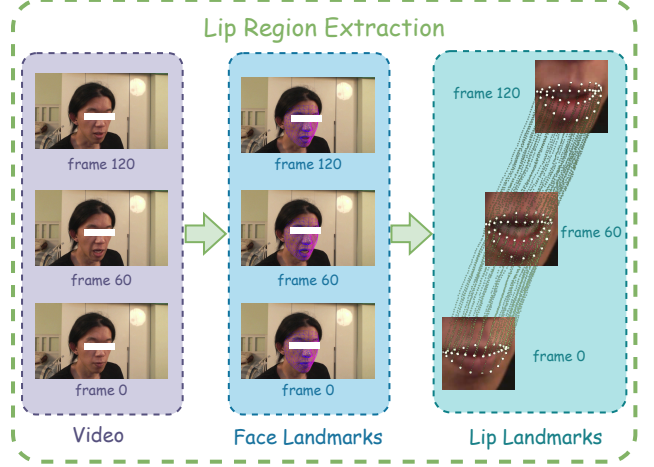 Lip Region Extraction
frame 120
frame 60
frame 0
Video
frame 120
frame 60
frame 0
Face Landmarks
frame 120
frame 60
frame 0
Lip Landmarks